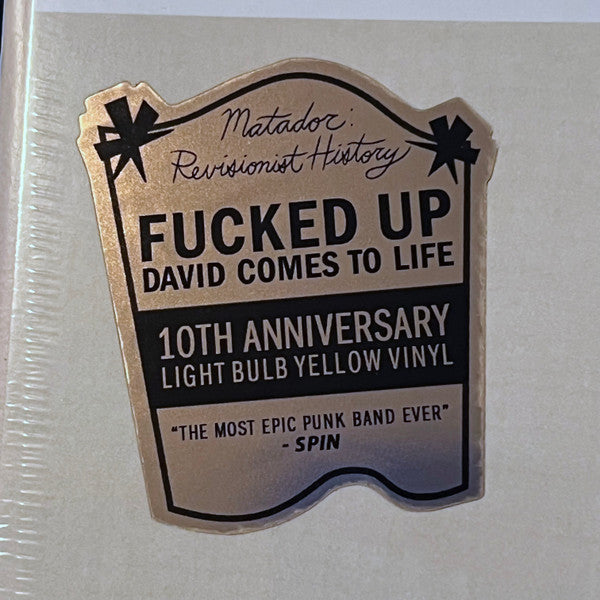 Matador:
Revisionist History
FUCKED UP
DAVID COMES TO LIFE
10TH ANNIVERSARY
LIGHT BULB YELLOW VINYL
"THE MOST EPIC PUNK BAND EVER"
- SPIN